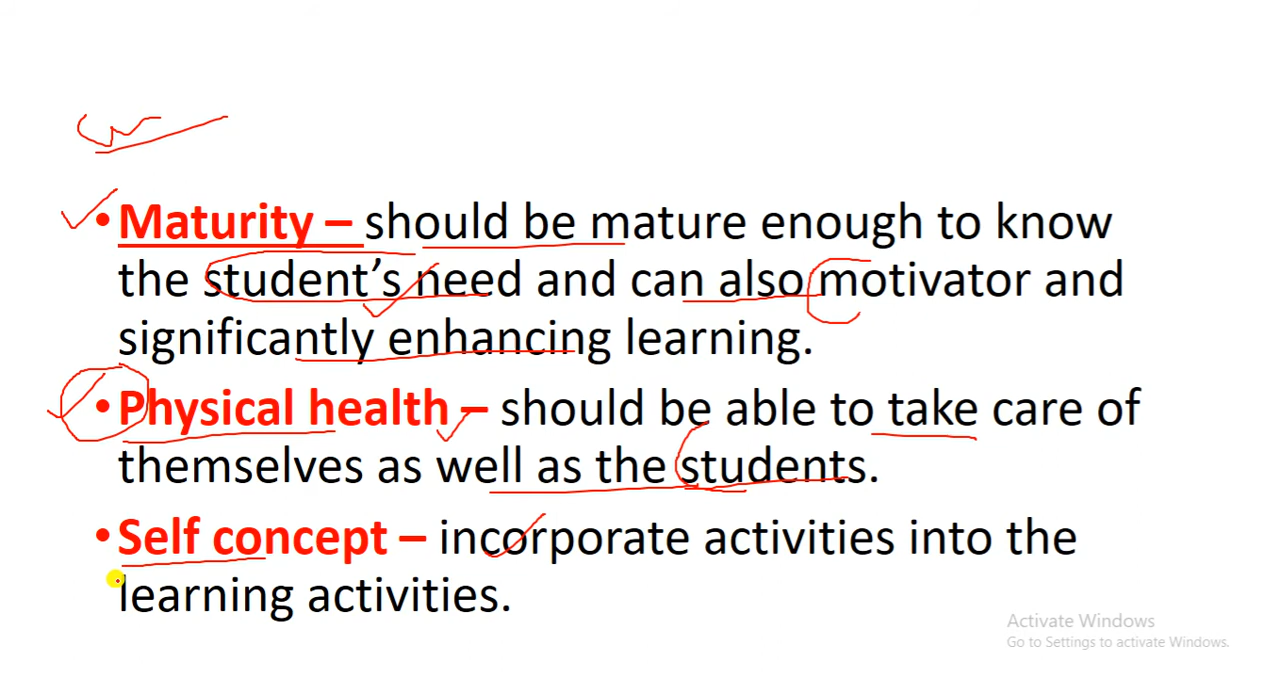 • Maturity – should be mature enough to know
the student’s need and can also motivator and
significantly enhancing learning.
• Physical health – should be able to take care of
themselves as well as the students.
• Self concept – incorporate activities into the
learning activities.
Activate Windows
Go to Settings to activate Windows.